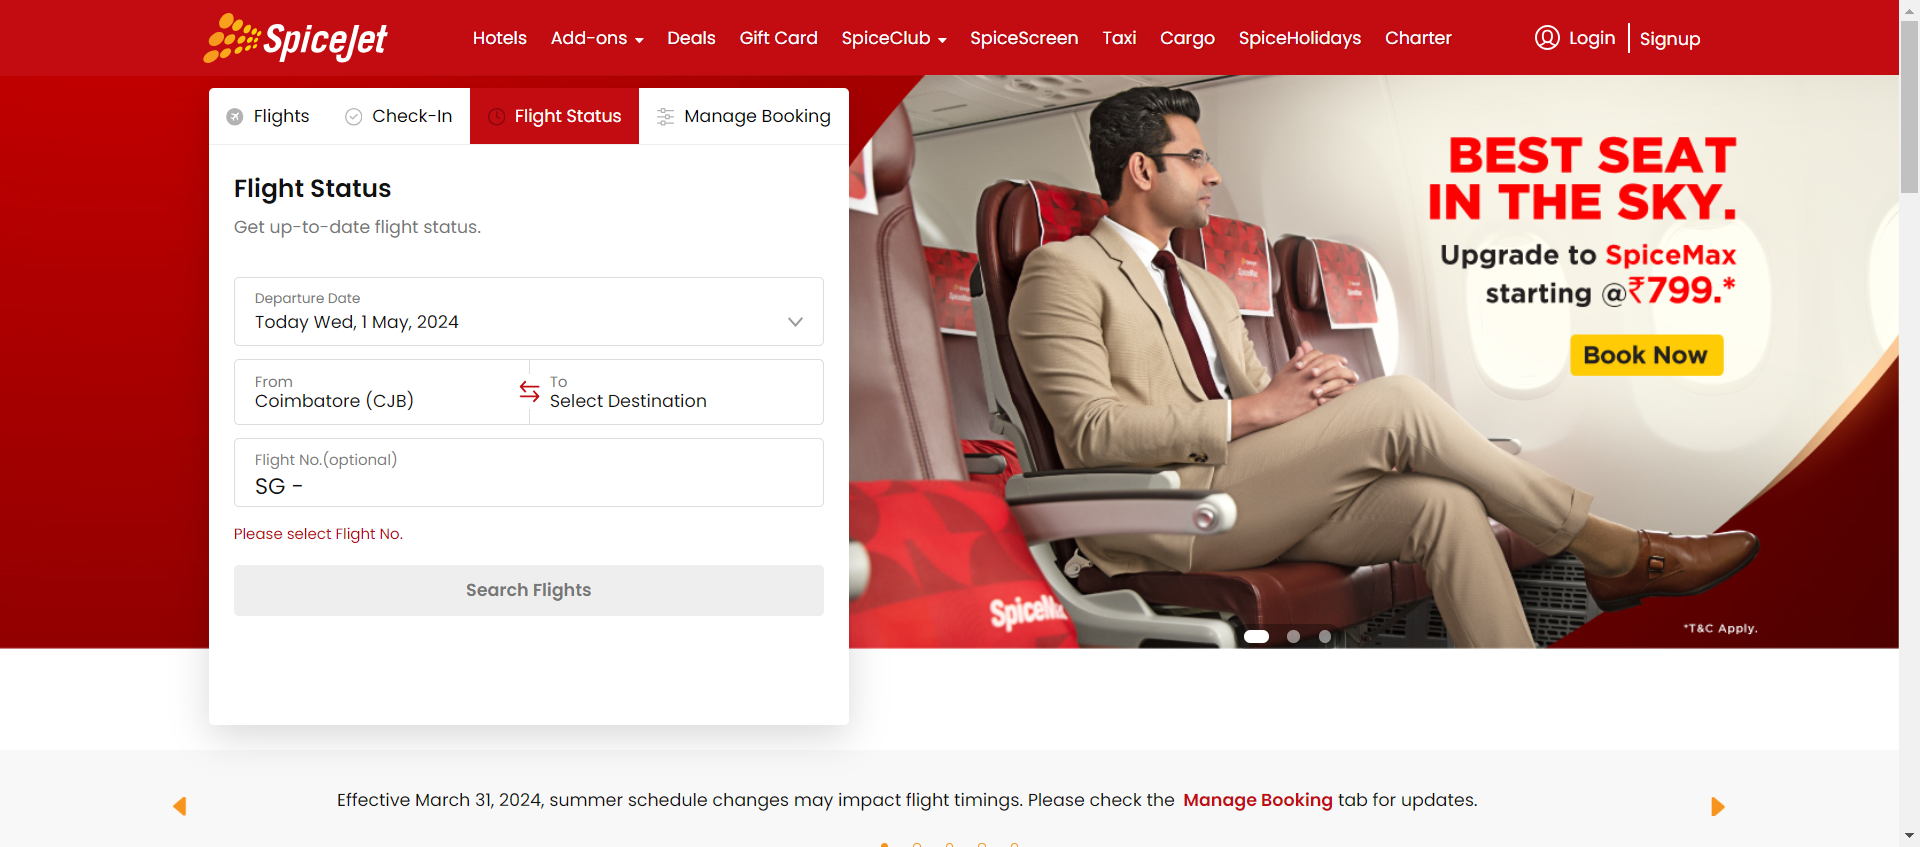 SpiceJet
Hotels Add-ons Deals Gift Card SpiceClub SpiceScreen Taxi Cargo SpiceHolidays Charter Login Signup
Flights Check-In Flight Status Manage Booking
Flight Status
Get up-to-date flight status.
Departure Date
Today Wed, 1 May, 2024
From
Coimbatore (CJB)
To
Select Destination
Flight No.(optional)
SG -
Please select Flight No.
Search Flights
BEST SEAT
IN THE SKY.
Upgrade to SpiceMax
starting @₹799.*
Book Now
SpiceMax
*T&C Apply.
Effective March 31, 2024, summer schedule changes may impact flight timings. Please check the Manage Booking tab for updates.